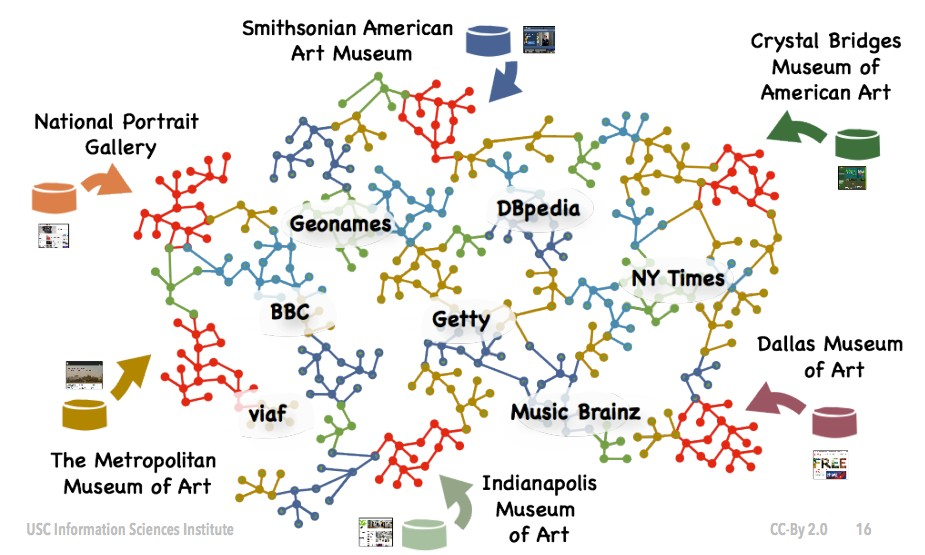 Smithsonian American
Art Museum
Crystal Bridges
Museum of
American Art
National Portrait
Gallery
Geonames
DBpedia
NY Times
BBC
Getty
Dallas Museum
of Art
viaf
Music Brainz
The Metropolitan
Museum of Art
Indianapolis
Museum
of Art
FREE
USC Information Sciences Institute
CC-By 2.0
16